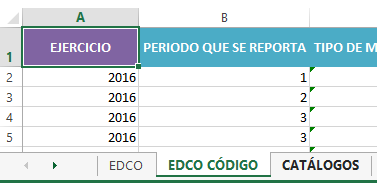 A B
1 EJERCICIO PERIODO QUE SE REPORTA TIPO DE M
2 2016 1
3 2016 2
4 2016 3
5 2016 3
EDCO EDCO CÓDIGO CATÁLOGOS